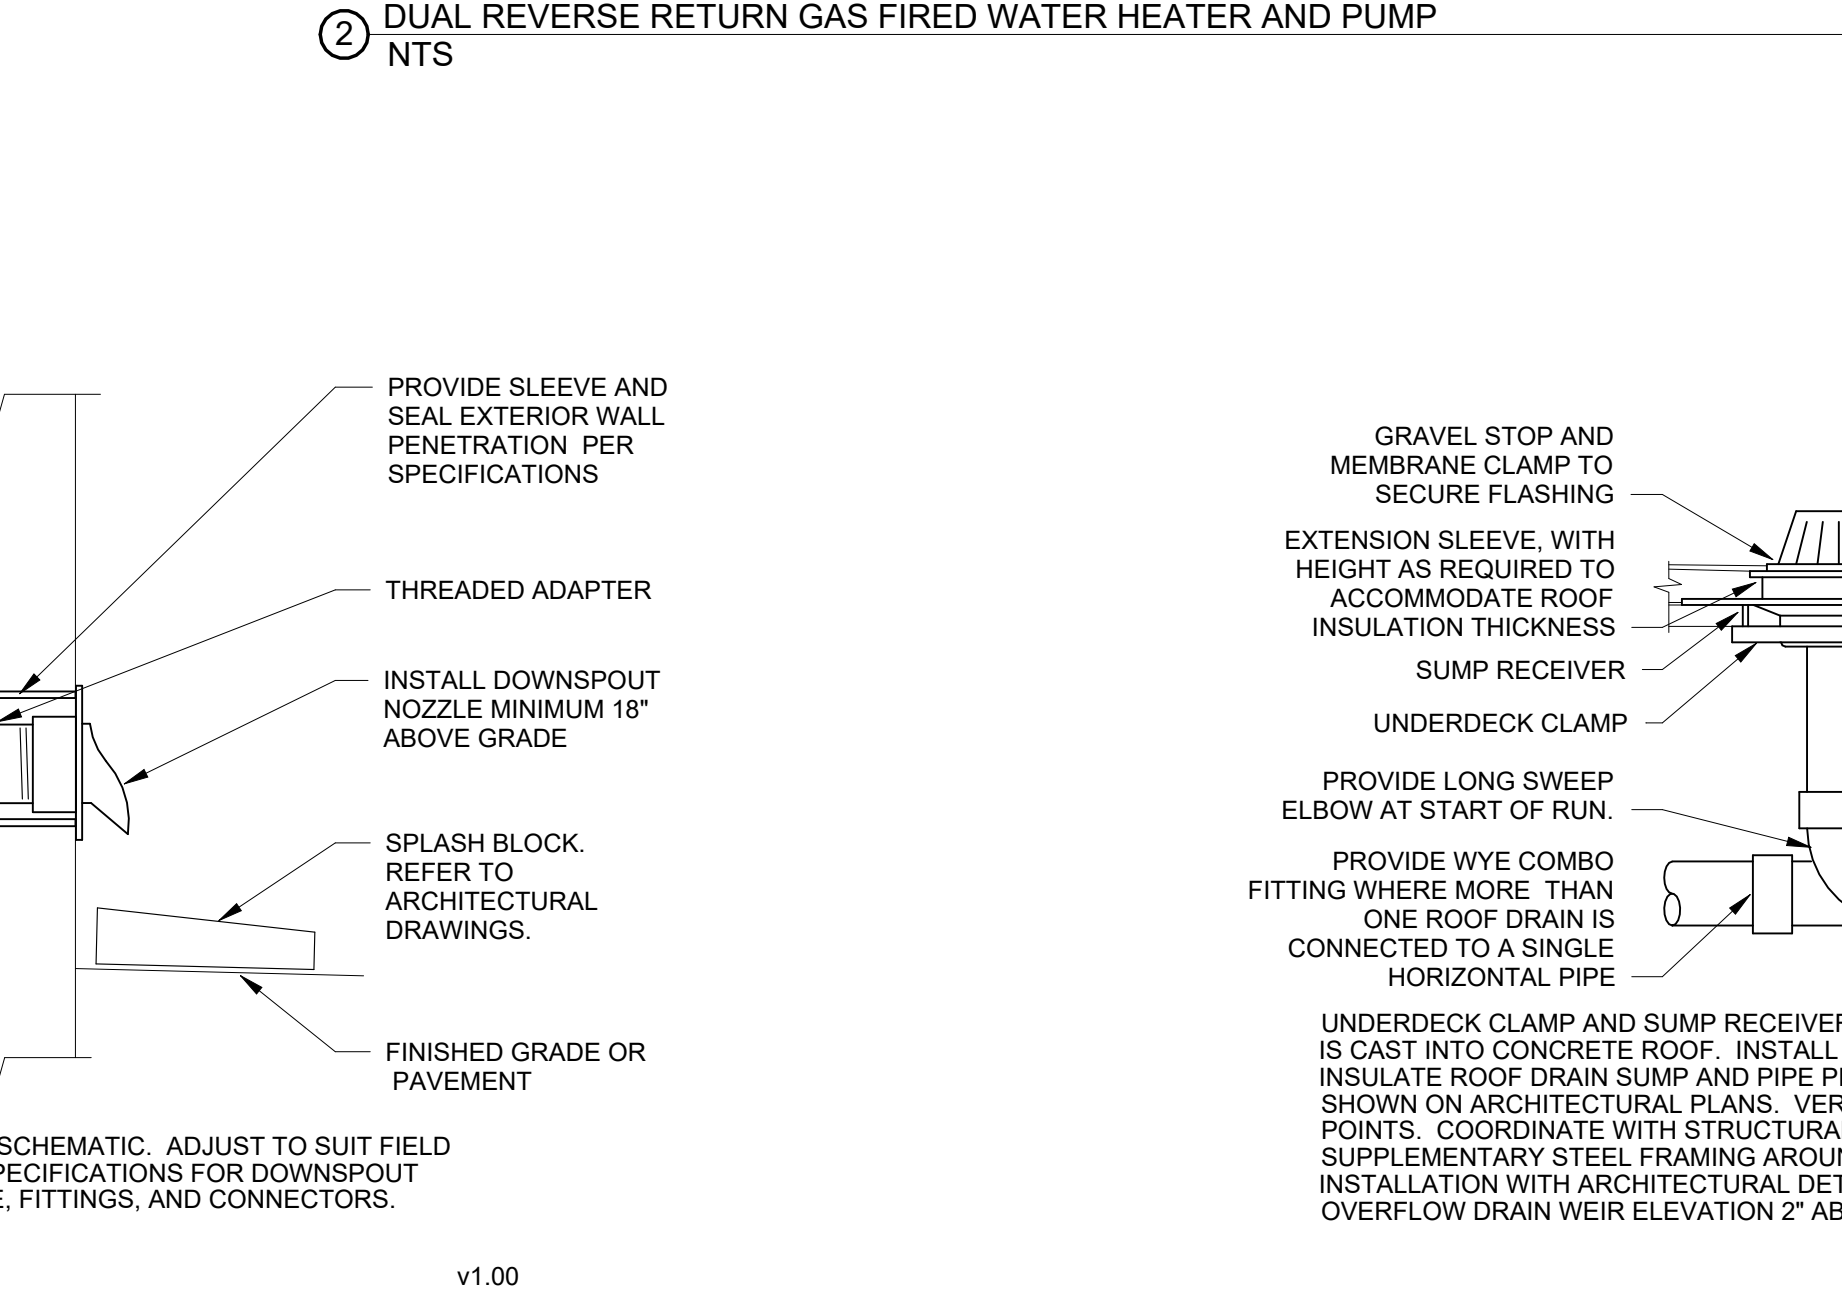 2
DUAL REVERSE RETURN GAS FIRED WATER HEATER AND PUMP
NTS
PROVIDE SLEEVE AND
SEAL EXTERIOR WALL
PENETRATION PER
SPECIFICATIONS
THREADED ADAPTER
INSTALL DOWNSPOUT
NOZZLE MINIMUM 18"
ABOVE GRADE
SPLASH BLOCK.
REFER TO
ARCHITECTURAL
DRAWINGS.
FINISHED GRADE OR
PAVEMENT
SCHEMATIC. ADJUST TO SUIT FIELD
PECIFICATIONS FOR DOWNSPOUT
E, FITTINGS, AND CONNECTORS.
v1.00
GRAVEL STOP AND
MEMBRANE CLAMP TO
SECURE FLASHING
EXTENSION SLEEVE, WITH
HEIGHT AS REQUIRED TO
ACCOMMODATE ROOF
INSULATION THICKNESS
SUMP RECEIVER
UNDERDECK CLAMP
PROVIDE LONG SWEEP
ELBOW AT START OF RUN.
PROVIDE WYE COMBO
FITTING WHERE MORE THAN
ONE ROOF DRAIN IS
CONNECTED TO A SINGLE
HORIZONTAL PIPE
UNDERDECK CLAMP AND SUMP RECEIVER
IS CAST INTO CONCRETE ROOF. INSTALL
INSULATE ROOF DRAIN SUMP AND PIPE P
SHOWN ON ARCHITECTURAL PLANS. VER
POINTS. COORDINATE WITH STRUCTURA
SUPPLEMENTARY STEEL FRAMING AROU
INSTALLATION WITH ARCHITECTURAL DET
OVERFLOW DRAIN WEIR ELEVATION 2" AB